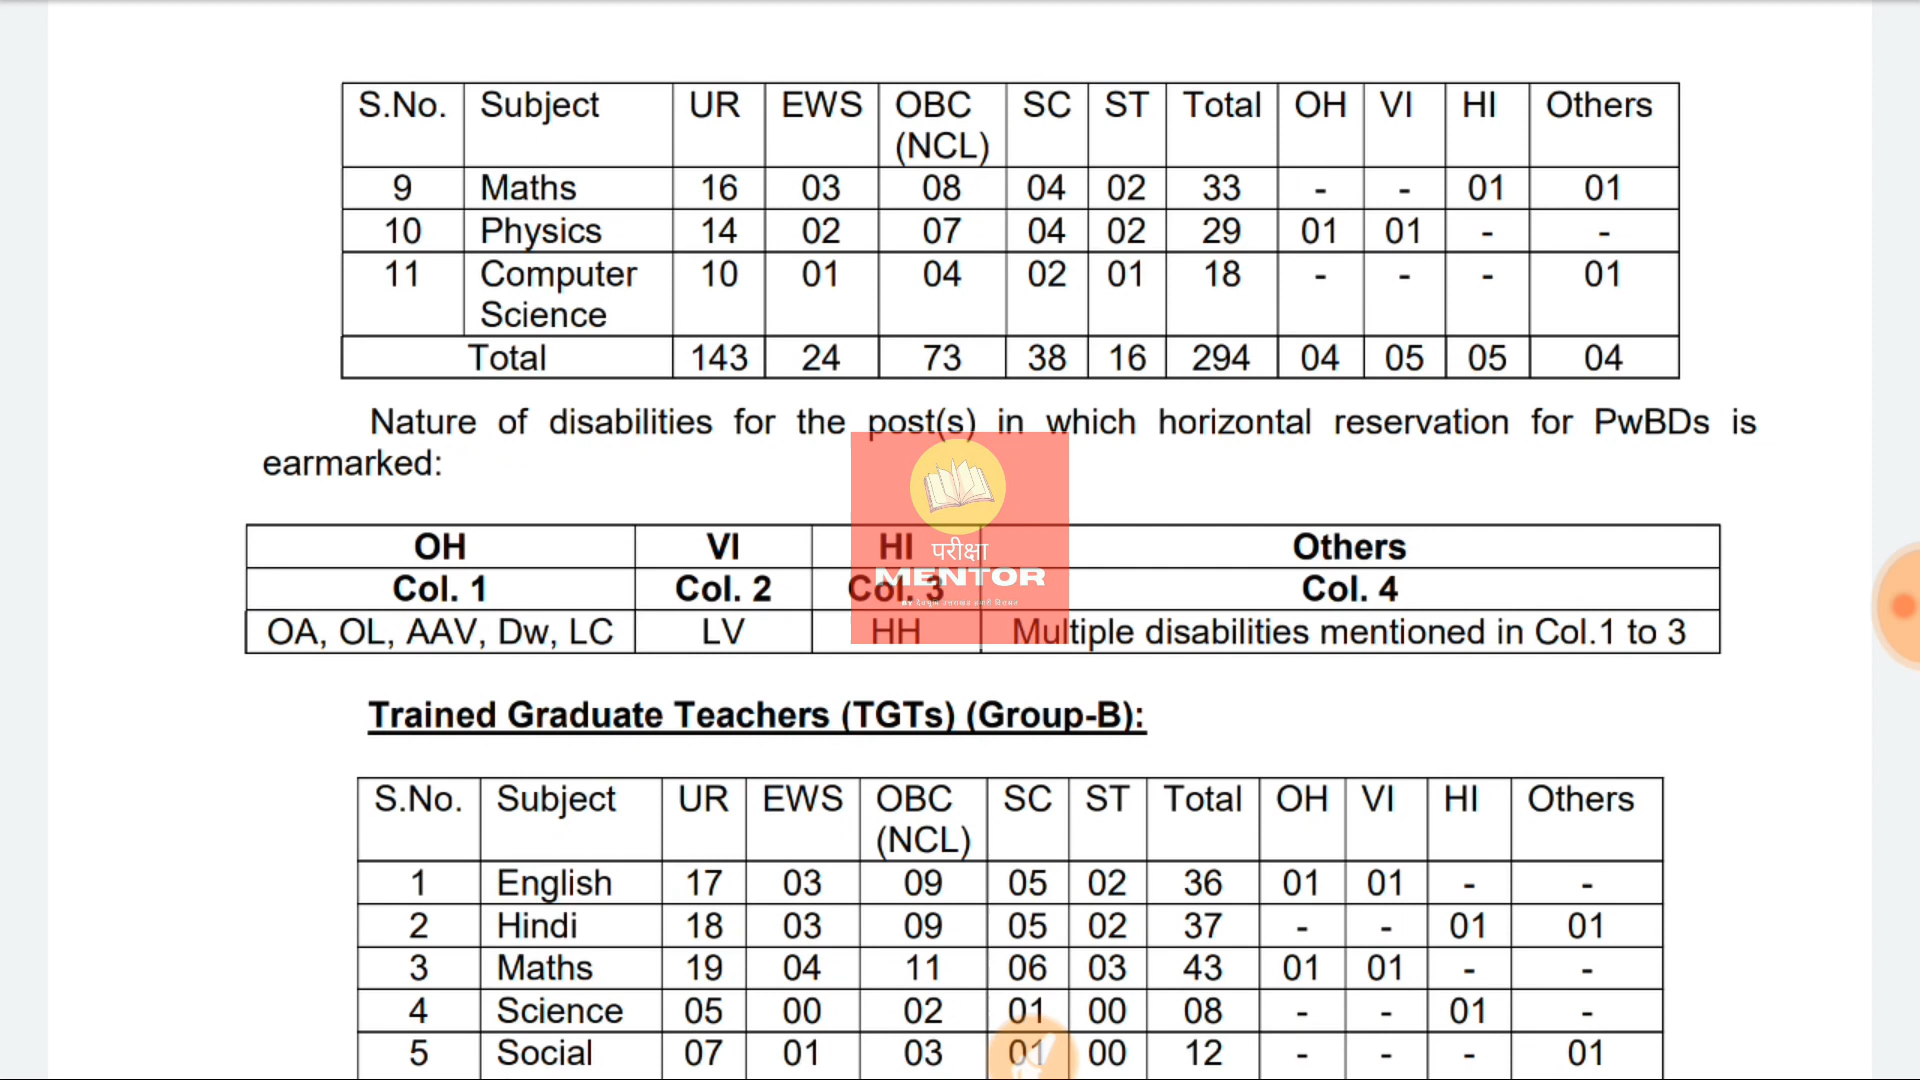 S.No. Subject UR EWS OBC SC ST Total OH VI HI Others
(NCL)
9 Maths 16 03 08 04 02 33 - - 01 01
10 Physics 14 02 07 04 02 29 01 01 - -
11 Computer 10 01 04 02 01 18 - - - 01
Science
Total 143 24 73 38 16 294 04 05 05 04
Nature of disabilities for the post(s) in which horizontal reservation for PwBDs is
earmarked:
OH VI HI Others
परीक्षा
MENTOR
Col. 1 Col. 2 Col. 3 Col. 4
BY देवभूमि उत्तराखंड हमारी विरासत
OA, OL, AAV, Dw, LC LV HH Multiple disabilities mentioned in Col.1 to 3
Trained Graduate Teachers (TGTs) (Group-B):
S.No. Subject UR EWS OBC SC ST Total OH VI HI Others
(NCL)
1 English 17 03 09 05 02 36 01 01 - -
2 Hindi 18 03 09 05 02 37 - - 01 01
3 Maths 19 04 11 06 03 43 01 01 - -
4 Science 05 00 02 01 00 08 - - 01 -
5 Social 07 01 03 01 00 12 - - - 01